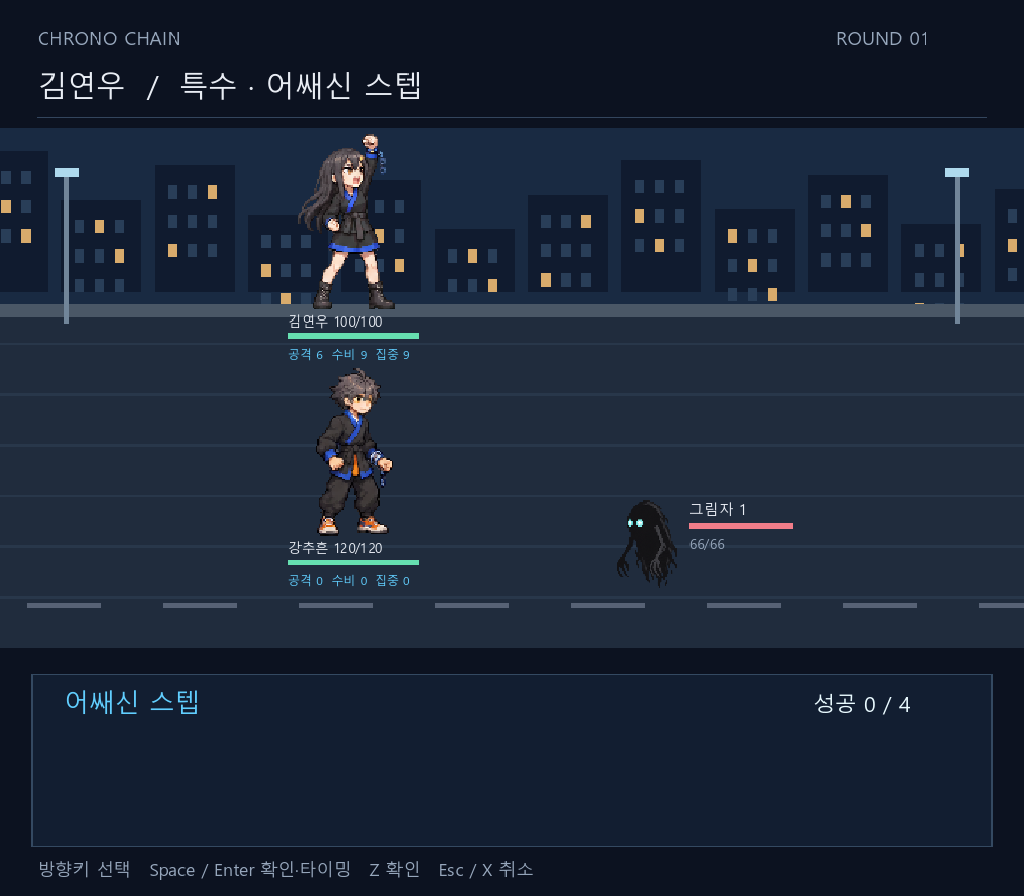 CHRONO CHAIN
ROUND 01
김연우 / 특수 · 어쌔신 스텝
김연우 100/100
공격 6 수비 9 집중 9
강추흔 120/120
공격 0 수비 0 집중 0
그림자 1
66/66
어쌔신 스텝
성공 0 / 4
방향키 선택 Space / Enter 확인·타이밍 Z 확인 Esc / X 취소